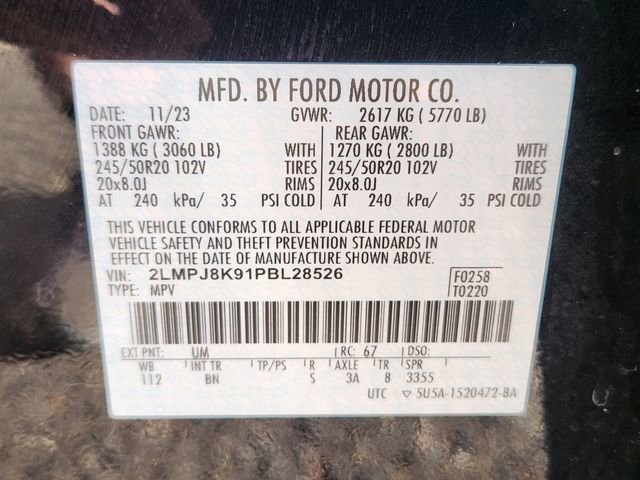 MFD. BY FORD MOTOR CO.
DATE: 11/23 GVWR: 2617 KG ( 5770 LB)
FRONT GAWR: REAR GAWR:
1388 KG ( 3060 LB) WITH 1270 KG ( 2800 LB) WITH
245/50R20 102V TIRES 245/50R20 102V TIRES
20x8.0J RIMS 20x8.0J RIMS
AT 240 kPa/ 35 PSI COLD AT 240 kPa/ 35 PSI COLD
THIS VEHICLE CONFORMS TO ALL APPLICABLE FEDERAL MOTOR
VEHICLE SAFETY AND THEFT PREVENTION STANDARDS IN
EFFECT ON THE DATE OF MANUFACTURE SHOWN ABOVE.
VIN: 2LMPJ8K91PBL28526 F0258
TYPE: MPV T0220
EXT PNT: UM RC: 67 DSO:
WB INT TR TP/PS R AXLE TR SPR
112 BN S 3A 8 3355
UTC ▽ 5U5A-1520472-BA